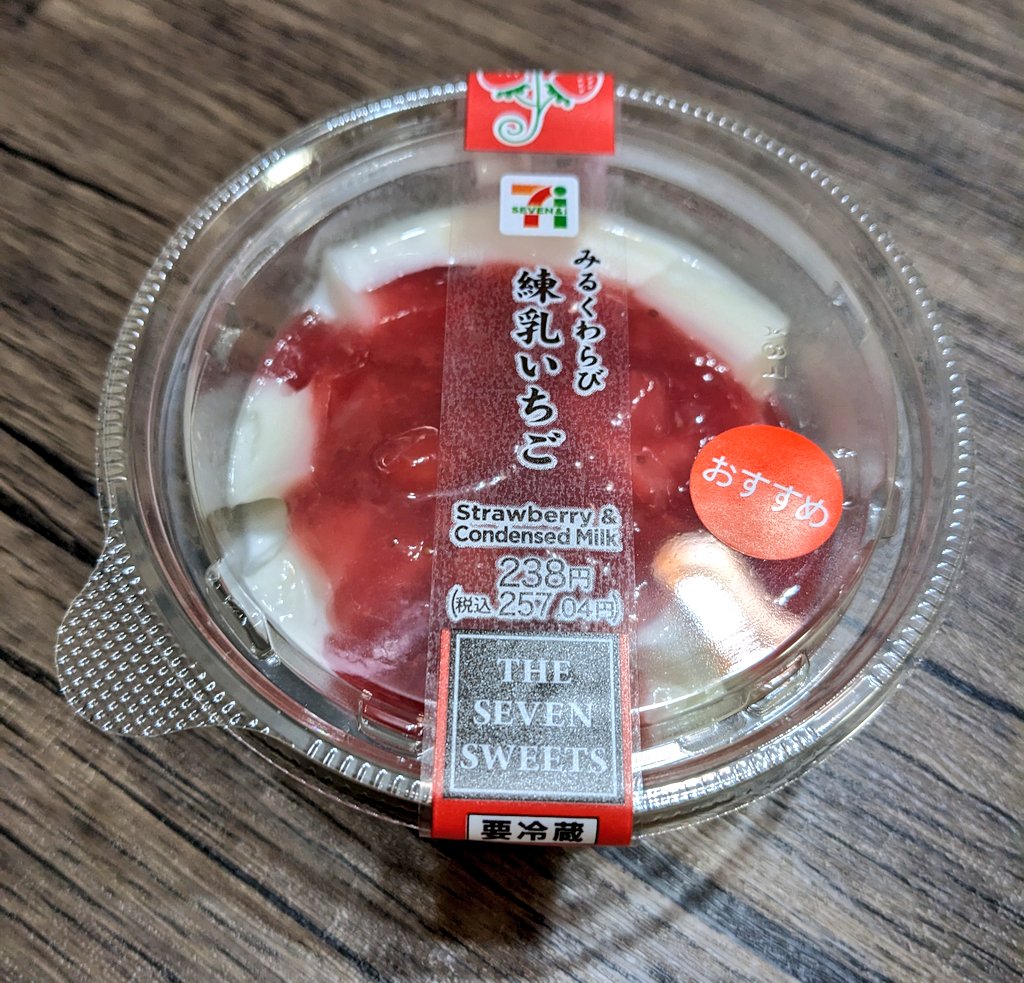 SEVEN&i
みるくわらび
練乳いちご
Strawberry &
Condensed Milk
238円
(税込 257.04円)
おすすめ
THE
SEVEN
SWEETS
要冷蔵